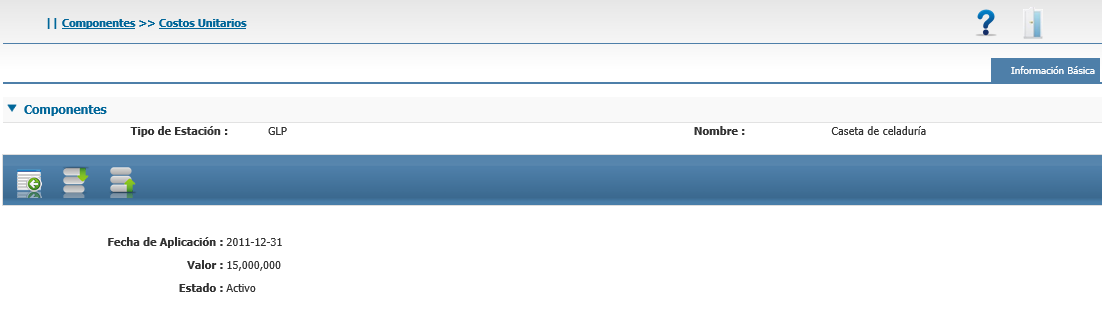 || Componentes >> Costos Unitarios
Información Básica
Componentes
Tipo de Estación : GLP Nombre : Caseta de celaduría
Fecha de Aplicación : 2011-12-31
Valor : 15,000,000
Estado : Activo